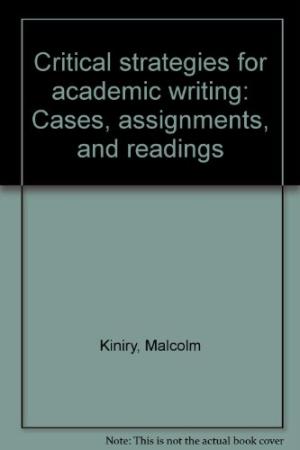 Critical strategies for
academic writing:
Cases, assignments,
and readings
Kiniry, Malcolm
Note: This is not the actual book cover